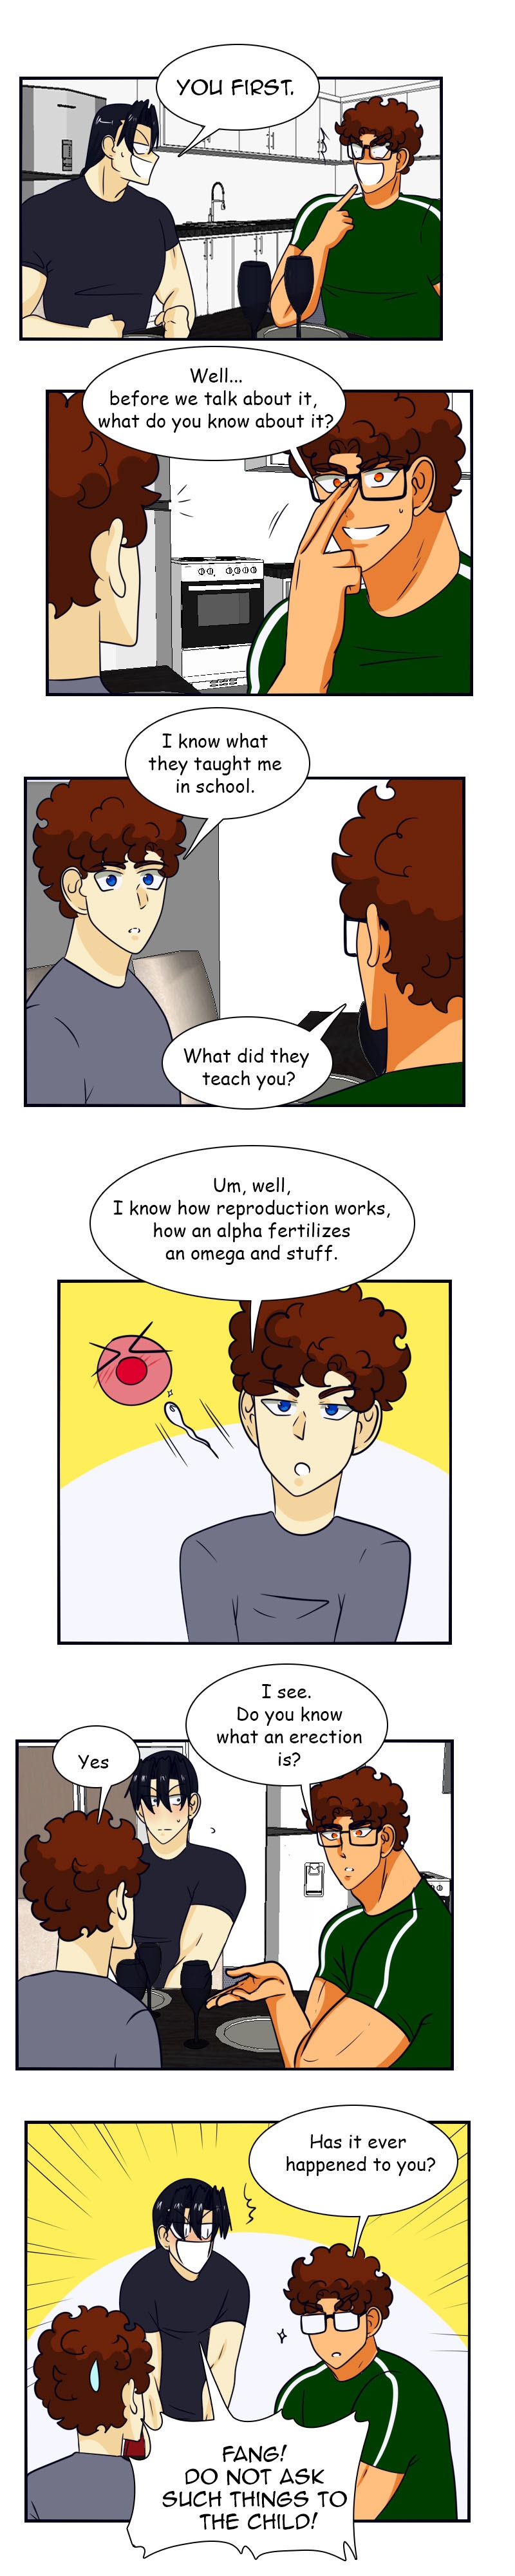 YOU FIRST.
Well...
before we talk about it,
what do you know about it?
I know what
they taught me
in school.
What did they
teach you?
Um, well,
I know how reproduction works,
how an alpha fertilizes
an omega and stuff.
I see.
Do you know
what an erection
is?
Yes
Has it ever
happened to you?
FANG!
DO NOT ASK
SUCH THINGS TO
THE CHILD!